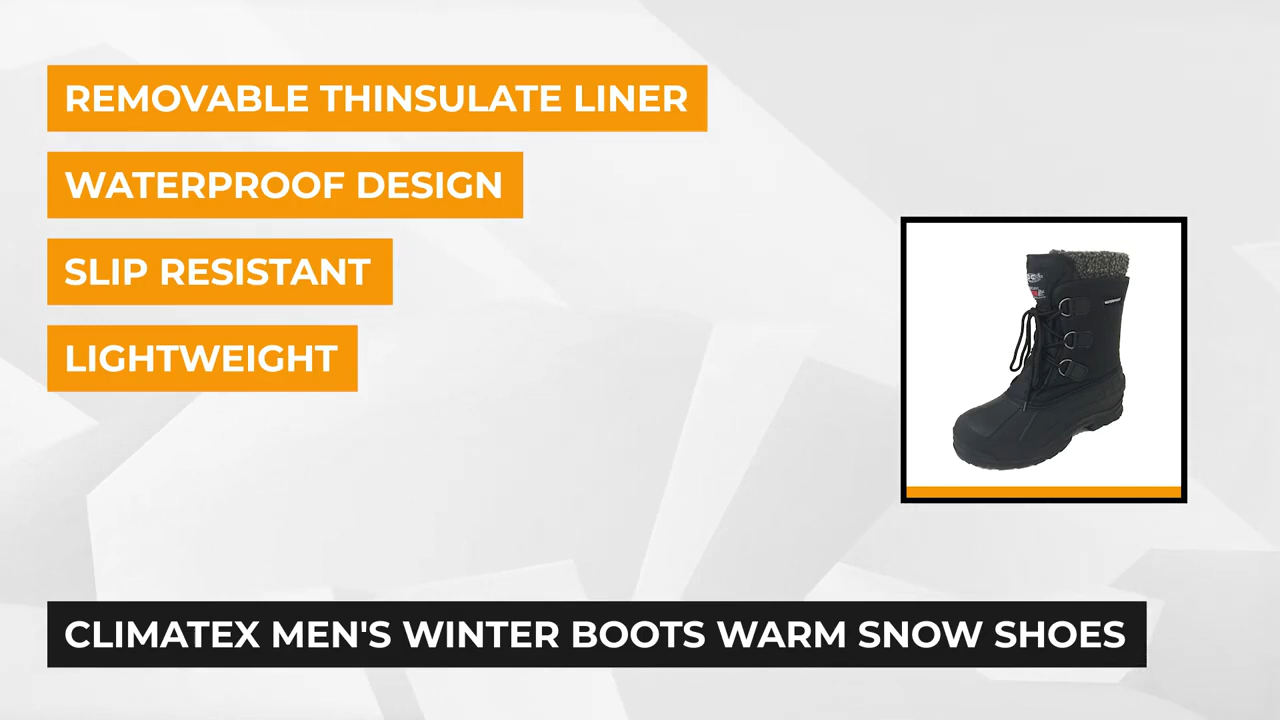 REMOVABLE THINSULATE LINER
WATERPROOF DESIGN
SLIP RESISTANT
LIGHTWEIGHT
CLIMATEX MEN'S WINTER BOOTS WARM SNOW SHOES